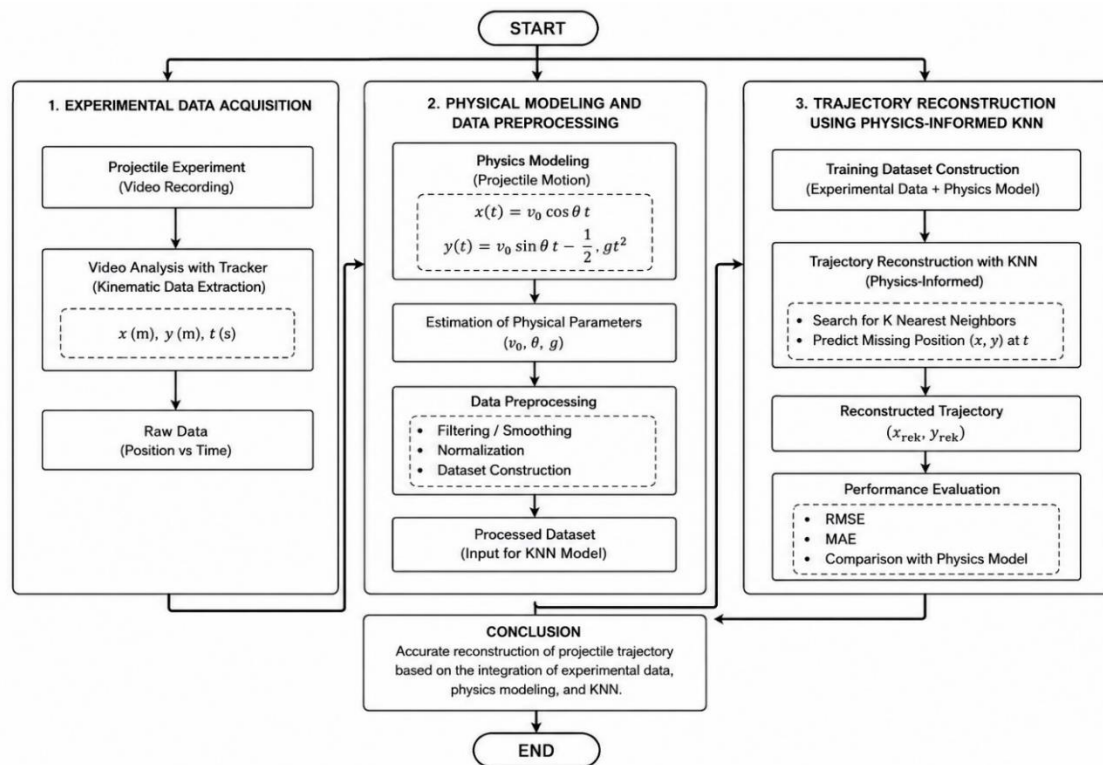 START
1. EXPERIMENTAL DATA ACQUISITION
Projectile Experiment
(Video Recording)
Video Analysis with Tracker
(Kinematic Data Extraction)
x (m), y (m), t (s)
Raw Data
(Position vs Time)
2. PHYSICAL MODELING AND
DATA PREPROCESSING
Physics Modeling
(Projectile Motion)
x(t) = v₀ cos θ t
y(t) = v₀ sin θ t − 1/2, gt²
Estimation of Physical Parameters
(v₀, θ, g)
Data Preprocessing
• Filtering / Smoothing
• Normalization
• Dataset Construction
Processed Dataset
(Input for KNN Model)
3. TRAJECTORY RECONSTRUCTION
USING PHYSICS-INFORMED KNN
Training Dataset Construction
(Experimental Data + Physics Model)
Trajectory Reconstruction with KNN
(Physics-Informed)
• Search for K Nearest Neighbors
• Predict Missing Position (x, y) at t
Reconstructed Trajectory
(x_rek, y_rek)
Performance Evaluation
• RMSE
• MAE
• Comparison with Physics Model
CONCLUSION
Accurate reconstruction of projectile trajectory
based on the integration of experimental data,
physics modeling, and KNN.
END